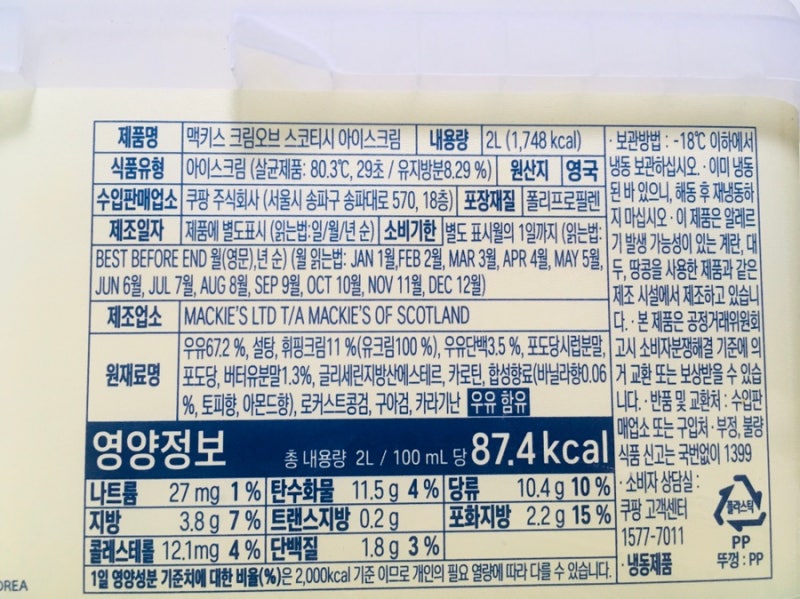 제품명 맥키스 크림오브 스코티시 아이스크림 내용량 2L (1,748 kcal)
식품유형 아이스크림 (살균제품: 80.3℃, 29초 / 유지방분8.29 %) 원산지 영국
수입판매업소 쿠팡 주식회사 (서울시 송파구 송파대로 570, 18층) 포장재질 폴리프로필렌
제조일자 제품에 별도표시 (읽는법:일/월/년 순) 소비기한 별도 표시월의 1일까지 (읽는법:
BEST BEFORE END 월(영문),년 순) (월 읽는법: JAN 1월,FEB 2월, MAR 3월, APR 4월, MAY 5월,
JUN 6월, JUL 7월, AUG 8월, SEP 9월, OCT 10월, NOV 11월, DEC 12월)
제조업소 MACKIE'S LTD T/A MACKIE'S OF SCOTLAND
원재료명 우유67.2 %, 설탕, 휘핑크림11 %(유크림100 %), 우유단백3.5 %, 포도당시럽분말,
포도당, 버터유분말1.3%, 글리세린지방산에스테르, 카로틴, 합성향료(바닐라향0.06
%, 토피향, 아몬드향), 로커스트콩검, 구아검, 카라기난 우유 함유
영양정보 총 내용량 2L / 100 mL 당 87.4 kcal
나트륨 27 mg 1 % 탄수화물 11.5 g 4 % 당류 10.4 g 10 %
지방 3.8 g 7 % 트랜스지방 0.2 g 포화지방 2.2 g 15 %
콜레스테롤 12.1mg 4 % 단백질 1.8 g 3 %
1일 영양성분 기준치에 대한 비율(%)은 2,000kcal 기준 이므로 개인의 필요 열량에 따라 다를 수 있습니다.
· 보관방법 : -18℃ 이하에서
냉동 보관하십시오. · 이미 냉동
된 바 있으니, 해동 후 재냉동하
지 마십시오 · 이 제품은 알레르
기 발생 가능성이 있는 계란, 대
두, 땅콩을 사용한 제품과 같은
제조 시설에서 제조하고 있습니
다. · 본 제품은 공정거래위원회
고시 소비자분쟁해결 기준에 의
거 교환 또는 보상받을 수 있습
니다. · 반품 및 교환처 : 수입판
매업소 또는 구입처 · 부정, 불량
식품 신고는 국번없이 1399
· 소비자 상담실 :
쿠팡 고객센터
1577-7011
· 냉동제품
플라스틱
PP
뚜껑 : PP
OREA